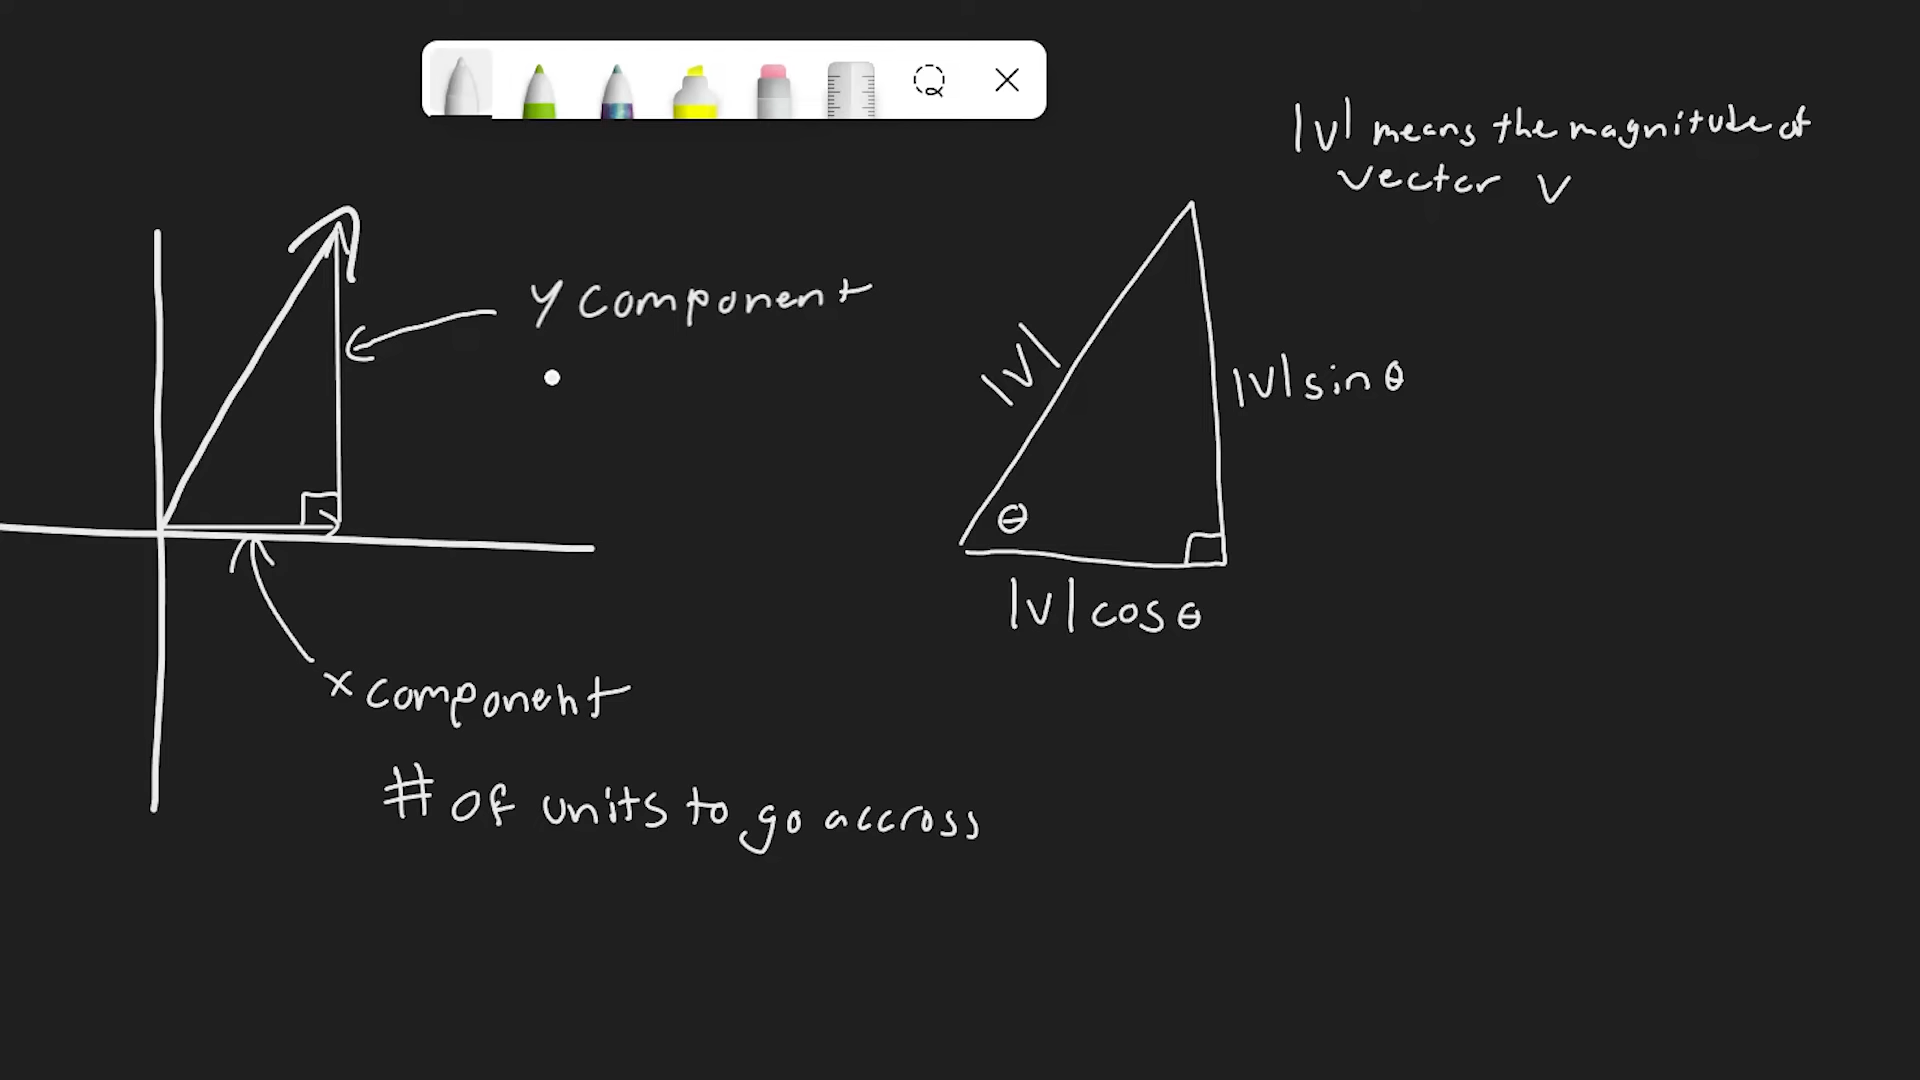 |v| means the magnitude of
vector v
y component
|v|
|v| sin θ
θ
|v| cos θ
x component
# of units to go accross